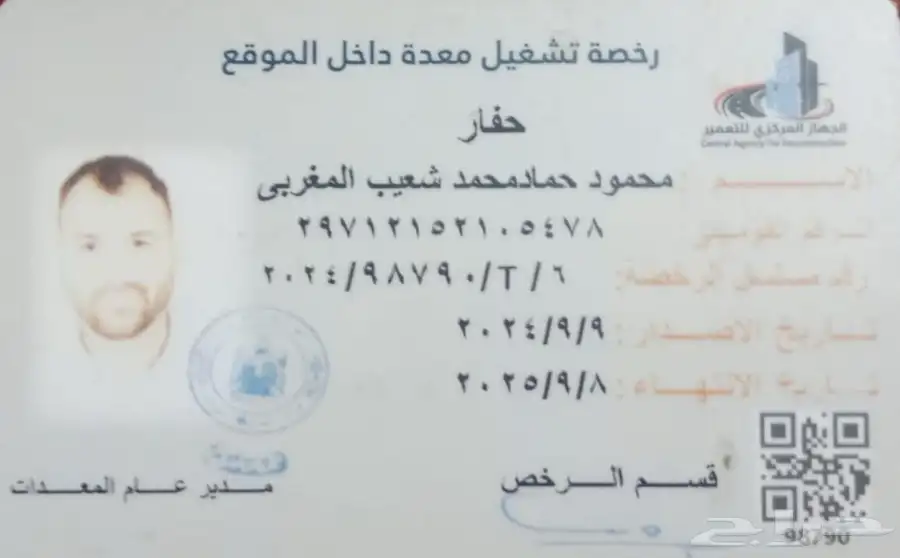 رخصة تشغيل معدة داخل الموقع
الجهاز المركزي للتعمير
Central Agency For Reconstruction
حفار
الاسم : محمود حمادمحمد شعيب المغربى
٢٩٧١٢١٥٢١٠٥٤٧٨
رقم مسلسل الرخصة: ٢٠٢٤/٩٨٧٩٠/T/٦
تاريخ الاصدار : ٢٠٢٤/٩/٩
تاريخ الانتهاء : ٢٠٢٥/٩/٨
قسم الرخص
مدير عام المعدات
98790
حراج